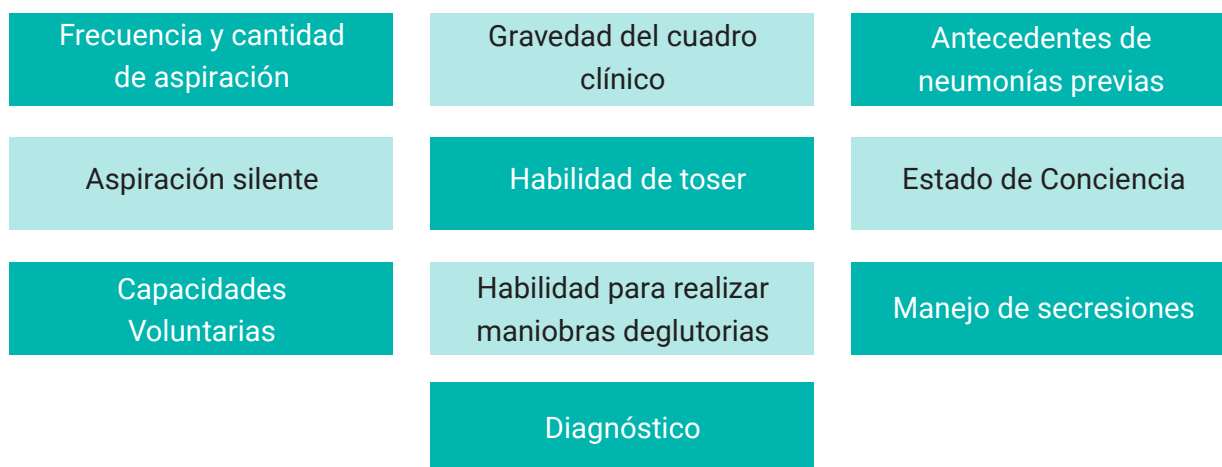 Frecuencia y cantidad
de aspiración
Gravedad del cuadro
clínico
Antecedentes de
neumonías previas
Aspiración silente
Habilidad de toser
Estado de Conciencia
Capacidades
Voluntarias
Habilidad para realizar
maniobras deglutorias
Manejo de secresiones
Diagnóstico